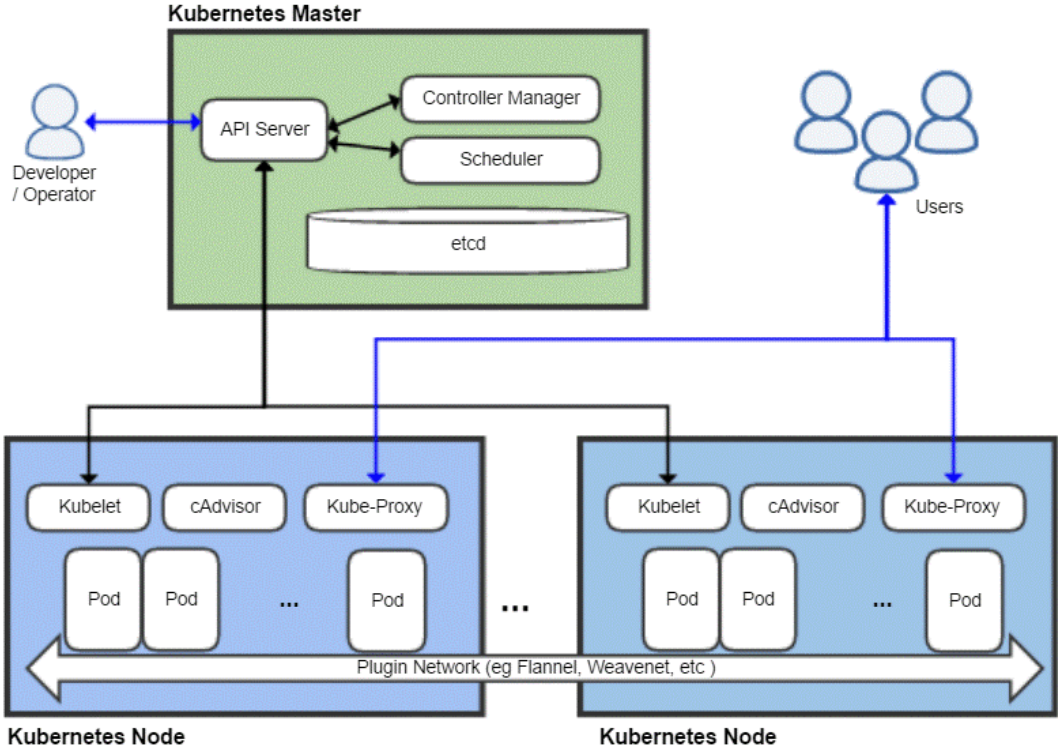 Kubernetes Master
API Server
Controller Manager
Scheduler
etcd
Developer
/ Operator
Users
Kubelet
cAdvisor
Kube-Proxy
Pod
Pod
...
Pod
...
Kubelet
cAdvisor
Kube-Proxy
Pod
Pod
...
Pod
Plugin Network (eg Flannel, Weavenet, etc )
Kubernetes Node
Kubernetes Node